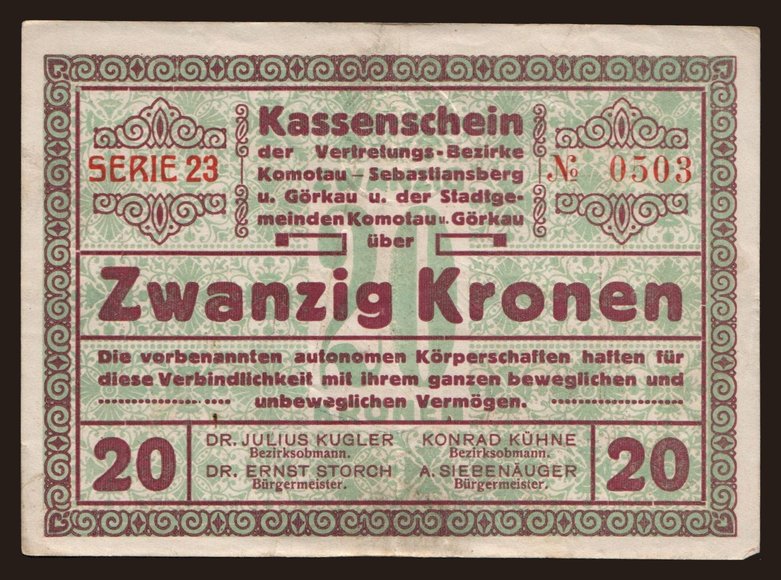 Kassenschein
der Vertretungs-Bezirke
Komotau – Sebastiansberg
u. Görkau u. der Stadtge-
meinden Komotau u. Görkau
über
SERIE 23
№ 0503
Zwanzig Kronen
Die vorbenannten autonomen Körperschaften haften für
diese Verbindlichkeit mit ihrem ganzen beweglichen und
unbeweglichen Vermögen.
20
DR. JULIUS KUGLER
Bezirksobmann.
KONRAD KÜHNE
Bezirksobmann.
DR. ERNST STORCH
Bürgermeister.
A. SIEBENÄUGER
Bürgermeister.
20